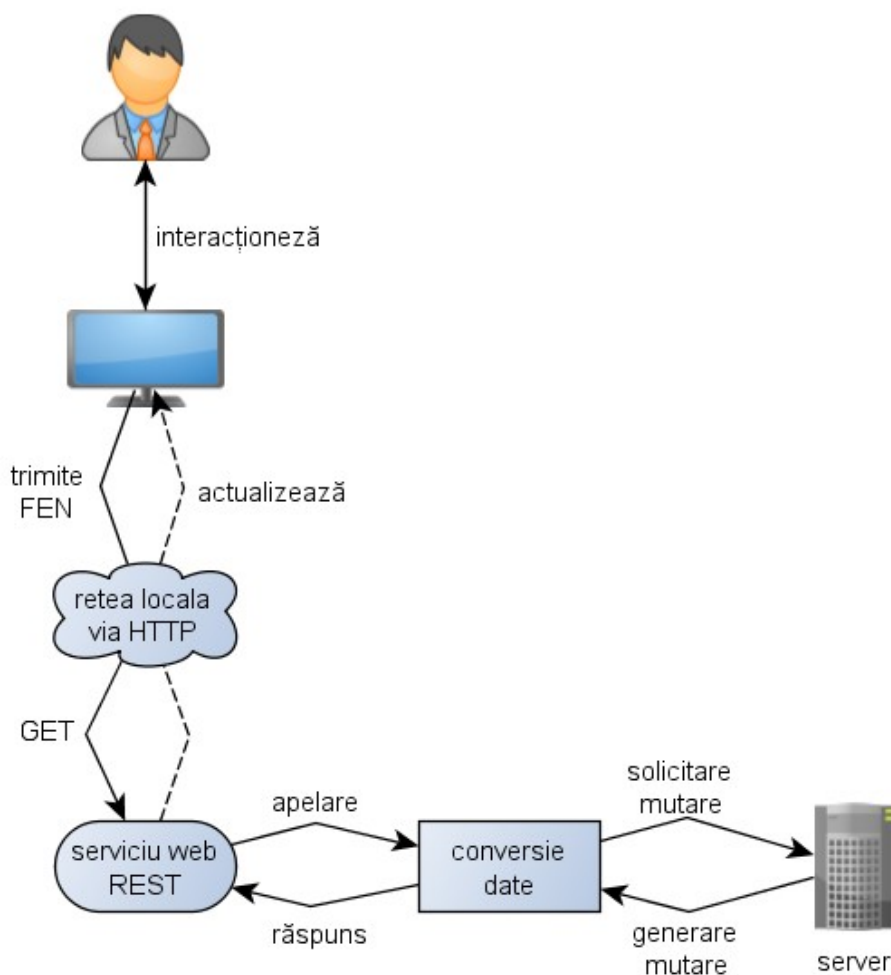 interacționeză
trimite
FEN
actualizează
retea locala
via HTTP
GET
apelare
solicitare
mutare
serviciu web
REST
conversie
date
răspuns
generare
mutare
server